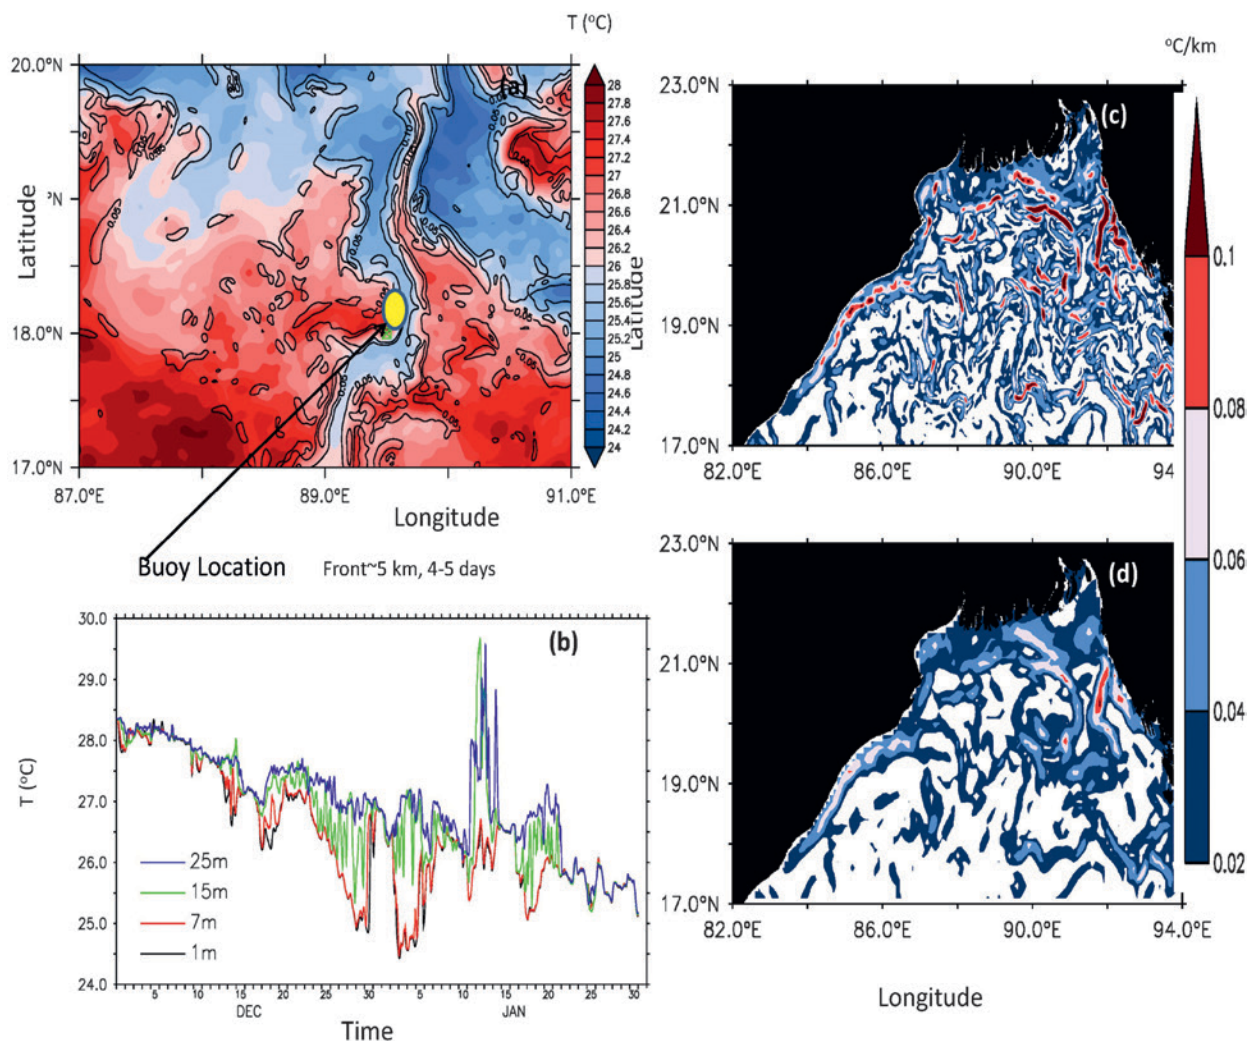 T (°C)
20.0°N
(a)
28
27.8
27.6
27.4
27.2
27
26.8
26.6
26.4
26.2
26
25.8
25.6
25.4
25.2
25
24.8
24.6
24.4
24.2
24
°N
18.0°N
17.0°N
Latitude
Latitude
87.0°E 89.0°E 91.0°E
Longitude
0.05
Buoy Location
Front~5 km, 4-5 days
(b)
30.0
29.0
28.0
27.0
26.0
25.0
24.0
T (°C)
25m
15m
7m
1m
5 10 15 20 25 30 5 10 15 20 25 30
DEC JAN
Time
°C/km
23.0°N
(c)
21.0°N
19.0°N
17.0°N
82.0°E 86.0°E 90.0°E 94
0.1
0.08
0.06
0.04
0.02
23.0°N
(d)
21.0°N
19.0°N
17.0°N
82.0°E 86.0°E 90.0°E 94.0°E
Longitude